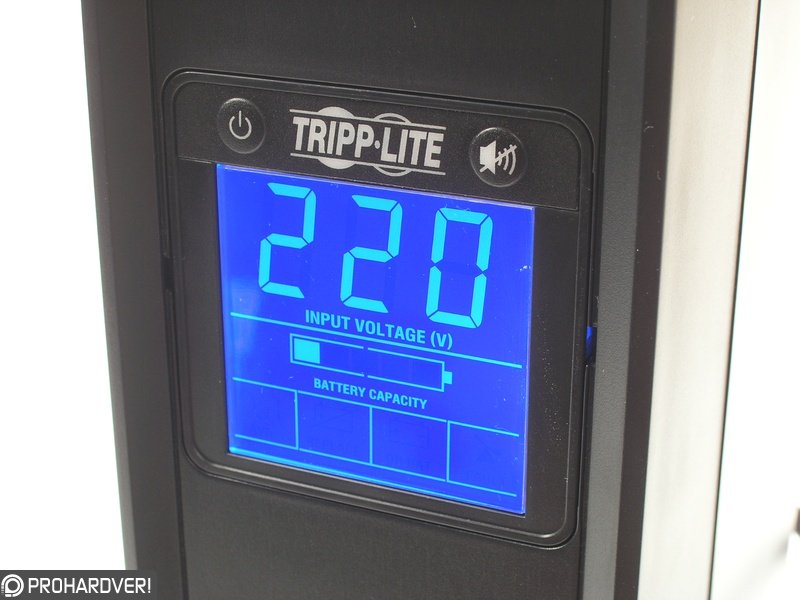 TRIPP·LITE
220
INPUT VOLTAGE (V)
BATTERY CAPACITY
PROHARDVER!